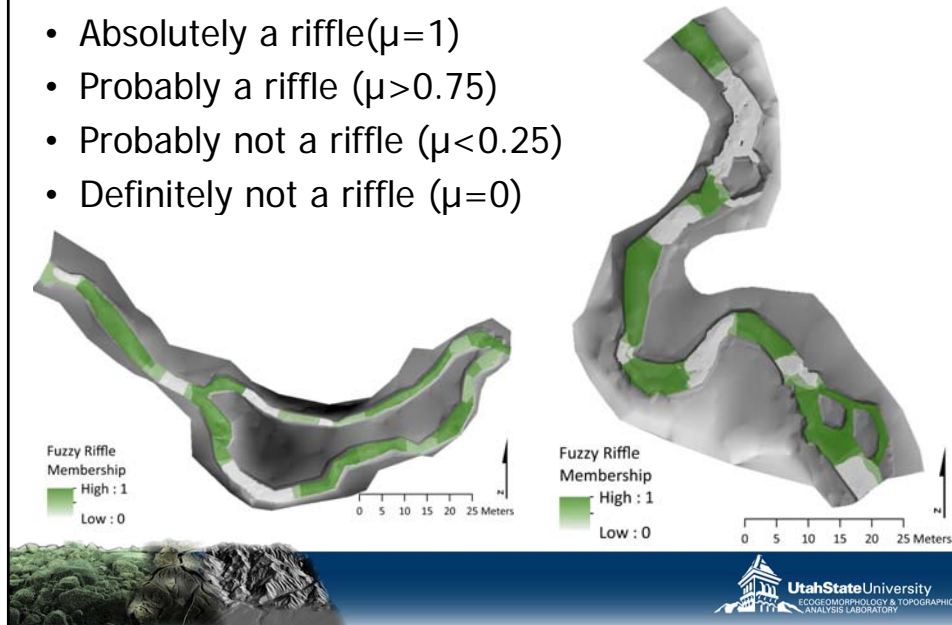 • Absolutely a riffle(μ=1)
• Probably a riffle (μ>0.75)
• Probably not a riffle (μ<0.25)
• Definitely not a riffle (μ=0)
Fuzzy Riffle
Membership
High : 1
Low : 0
0 5 10 15 20 25 Meters
N
Fuzzy Riffle
Membership
High : 1
Low : 0
0 5 10 15 20 25 Meters
N
UtahStateUniversity
ECOGEOMORPHOLOGY & TOPOGRAPHIC
ANALYSIS LABORATORY